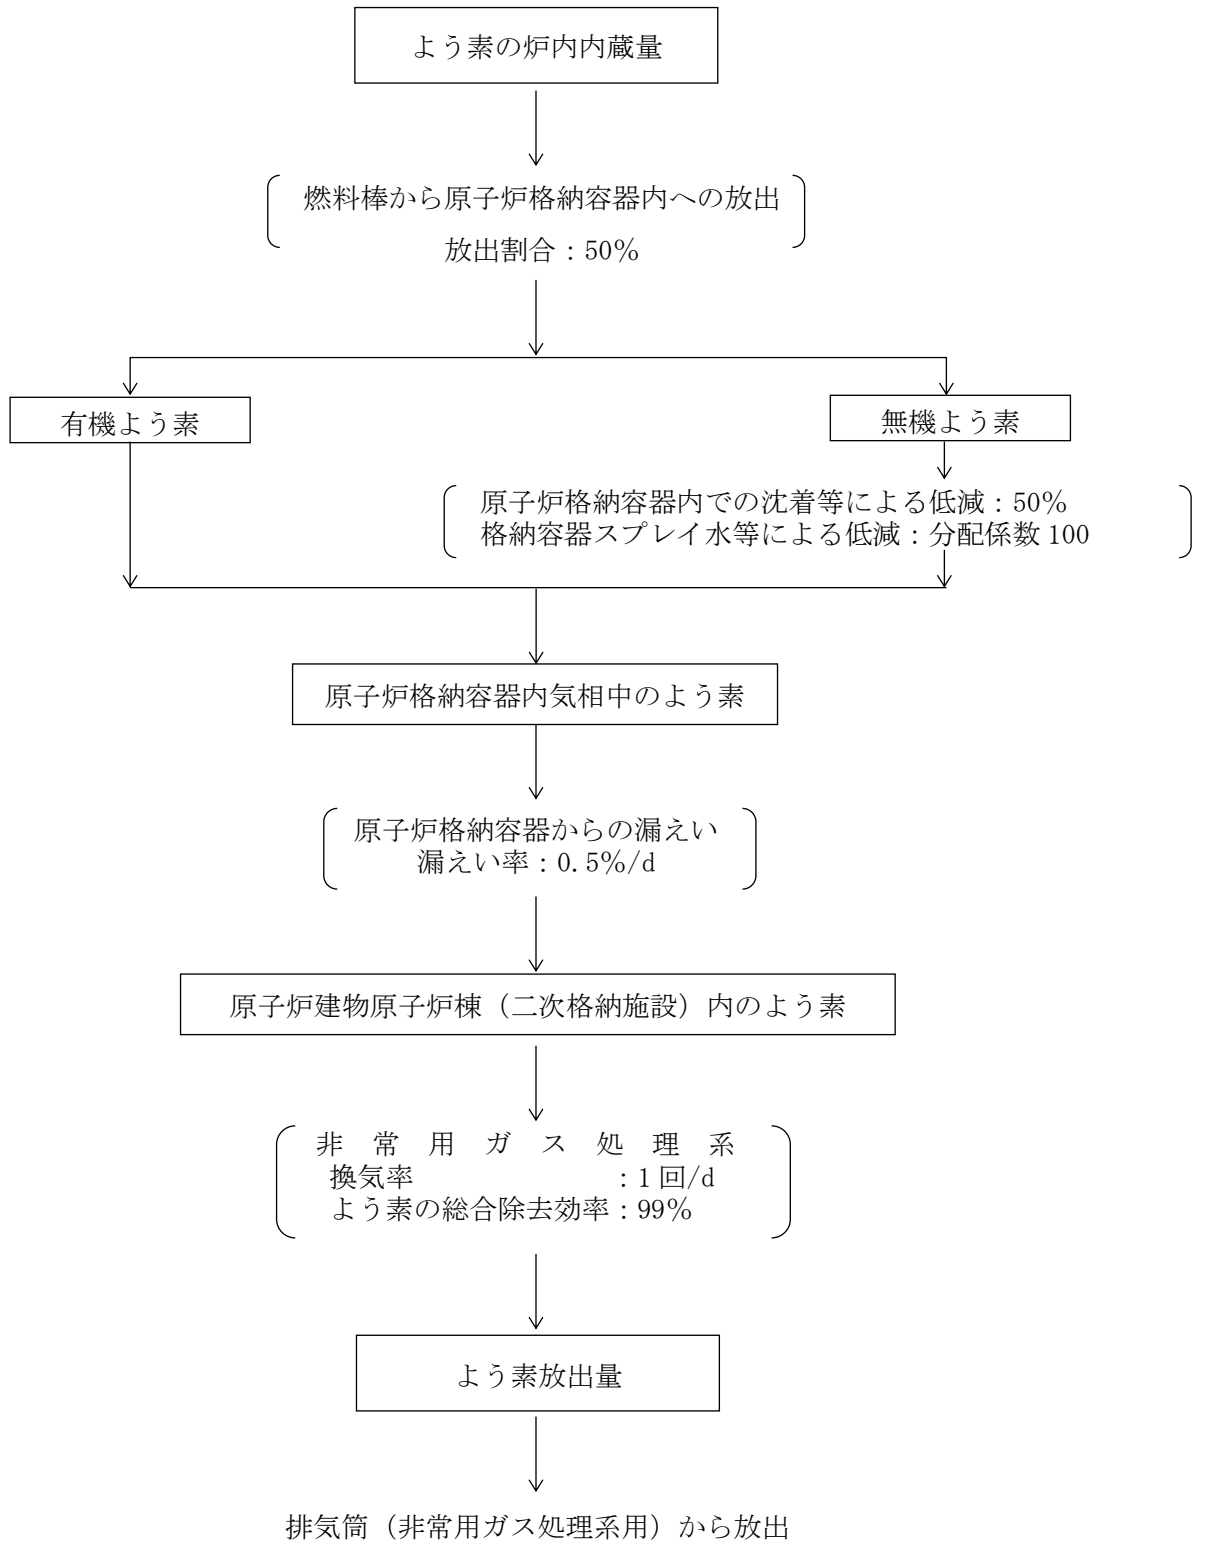 よう素の炉内内蔵量
燃料棒から原子炉格納容器内への放出
放出割合：50％
有機よう素
無機よう素
原子炉格納容器内での沈着等による低減：50％
格納容器スプレイ水等による低減：分配係数 100
原子炉格納容器内気相中のよう素
原子炉格納容器からの漏えい
漏えい率：0.5％/d
原子炉建物原子炉棟（二次格納施設）内のよう素
非常用ガス処理系
換気率：1 回/d
よう素の総合除去効率：99％
よう素放出量
排気筒（非常用ガス処理系用）から放出